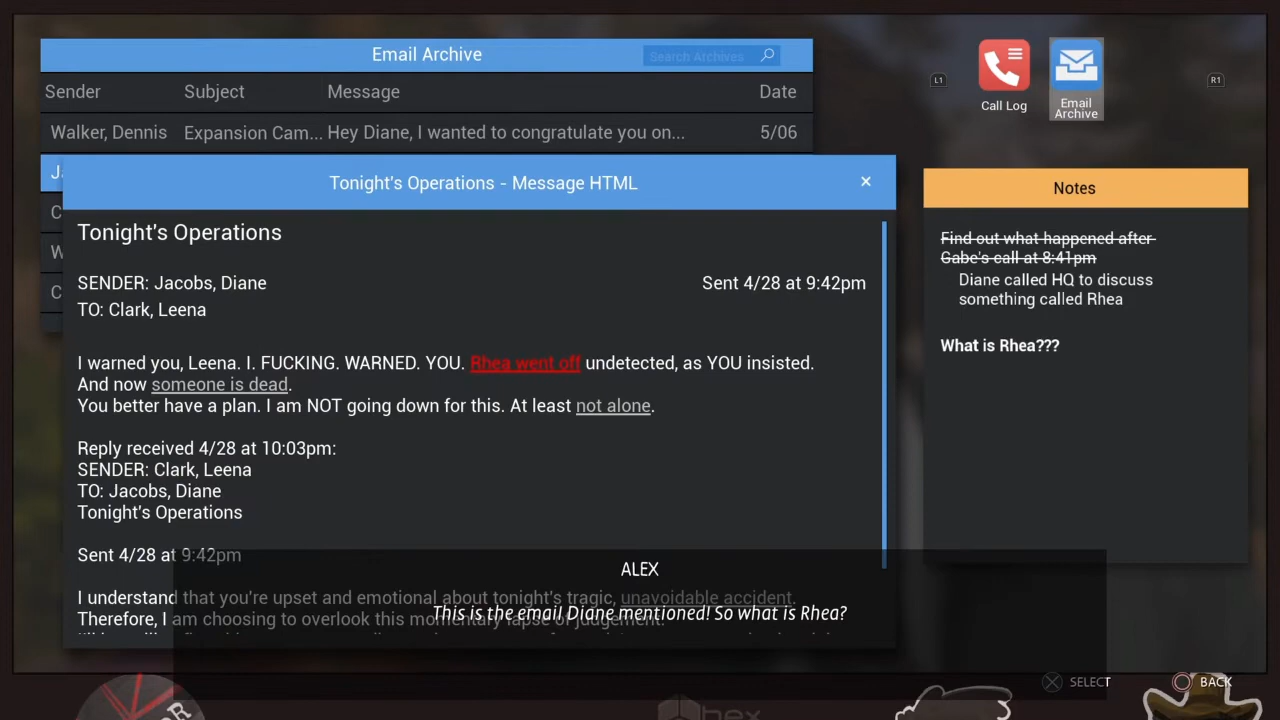 Email Archive
Search Archives
Sender Subject Message Date
Walker, Dennis Expansion Cam... Hey Diane, I wanted to congratulate you on... 5/06
Tonight's Operations - Message HTML
Tonight's Operations
SENDER: Jacobs, Diane
Sent 4/28 at 9:42pm
TO: Clark, Leena
I warned you, Leena. I. FUCKING. WARNED. YOU. Rhea went off undetected, as YOU insisted.
And now someone is dead.
You better have a plan. I am NOT going down for this. At least not alone.
Reply received 4/28 at 10:03pm:
SENDER: Clark, Leena
TO: Jacobs, Diane
Tonight's Operations
Sent 4/28 at 9:42pm
I understand that you're upset and emotional about tonight's tragic, unavoidable accident.
Therefore, I am choosing to overlook this momentary lapse of judgement.
ALEX
This is the email Diane mentioned! So what is Rhea?
L1
Call Log
Email
Archive
R1
Notes
Find out what happened after
Gabe's call at 8:41pm
Diane called HQ to discuss
something called Rhea
What is Rhea???
SELECT
BACK
hex